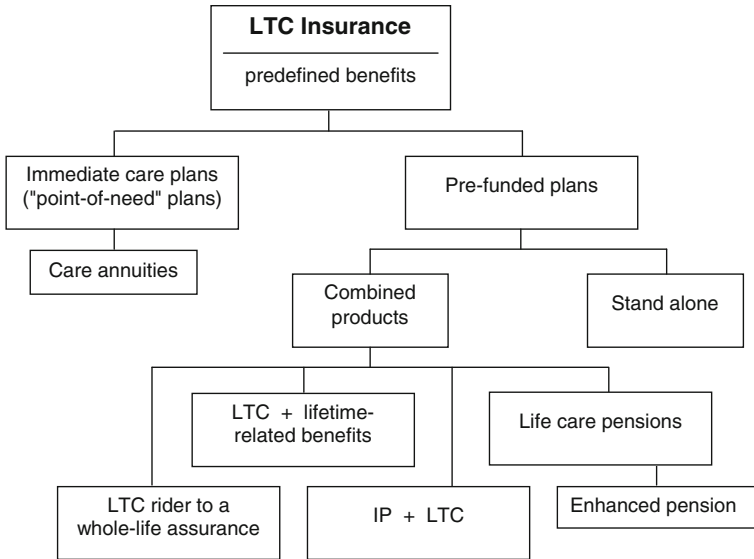 LTC Insurance
predefined benefits
Immediate care plans
("point-of-need" plans)
Pre-funded plans
Care annuities
Combined
products
Stand alone
LTC + lifetime-
related benefits
Life care pensions
LTC rider to a
whole-life assurance
IP + LTC
Enhanced pension